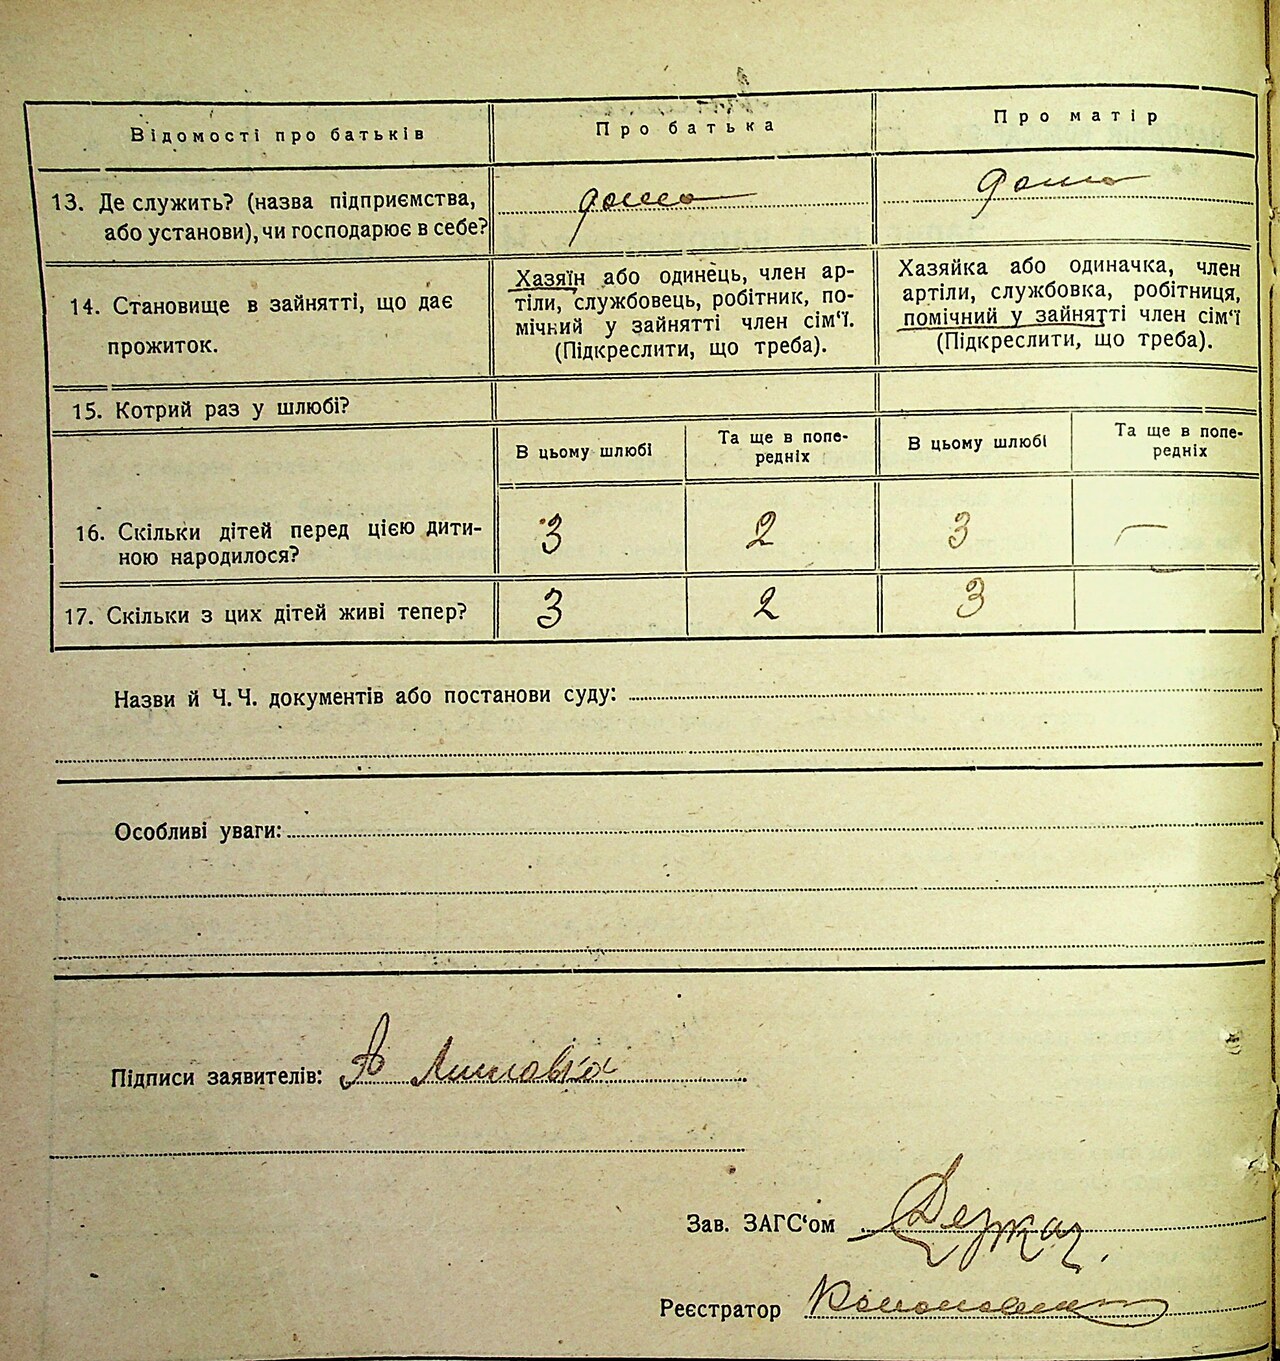 Відомості про батьків
Про батька
Про матір
13. Де служить? (назва підприємства,
або установи), чи господарює в себе?
дома
дома
14. Становище в зайнятті, що дає
прожиток.
Хазяїн або одинець, член ар-
тіли, службовець, робітник, по-
мічний у зайнятті член сім‘ї.
(Підкреслити, що треба).
Хазяйка або одиначка, член
артіли, службовка, робітниця,
помічний у зайнятті член сім‘ї
(Підкреслити, що треба).
15. Котрий раз у шлюбі?
В цьому шлюбі
Та ще в попе-
редніх
В цьому шлюбі
Та ще в попе-
редніх
16. Скільки дітей перед цією дити-
ною народилося?
3
2
3
—
17. Скільки з цих дітей живі тепер?
3
2
3
Назви й Ч. Ч. документів або постанови суду:
Особливі уваги:
Підписи заявителів:
Зав. ЗАГС‘ом Держач
Реєстратор